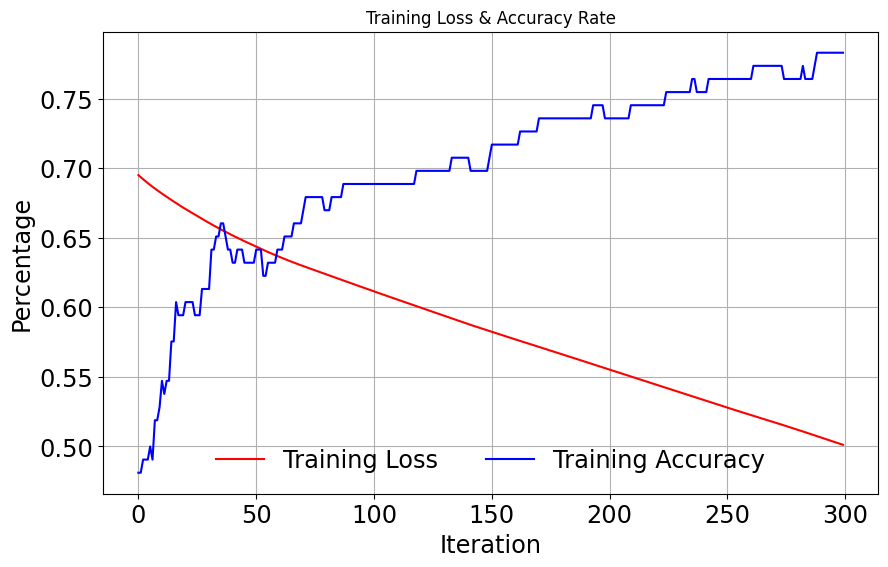 Training Loss & Accuracy Rate
Percentage
0.75
0.70
0.65
0.60
0.55
0.50
Training Loss
Training Accuracy
0 50 100 150 200 250 300
Iteration